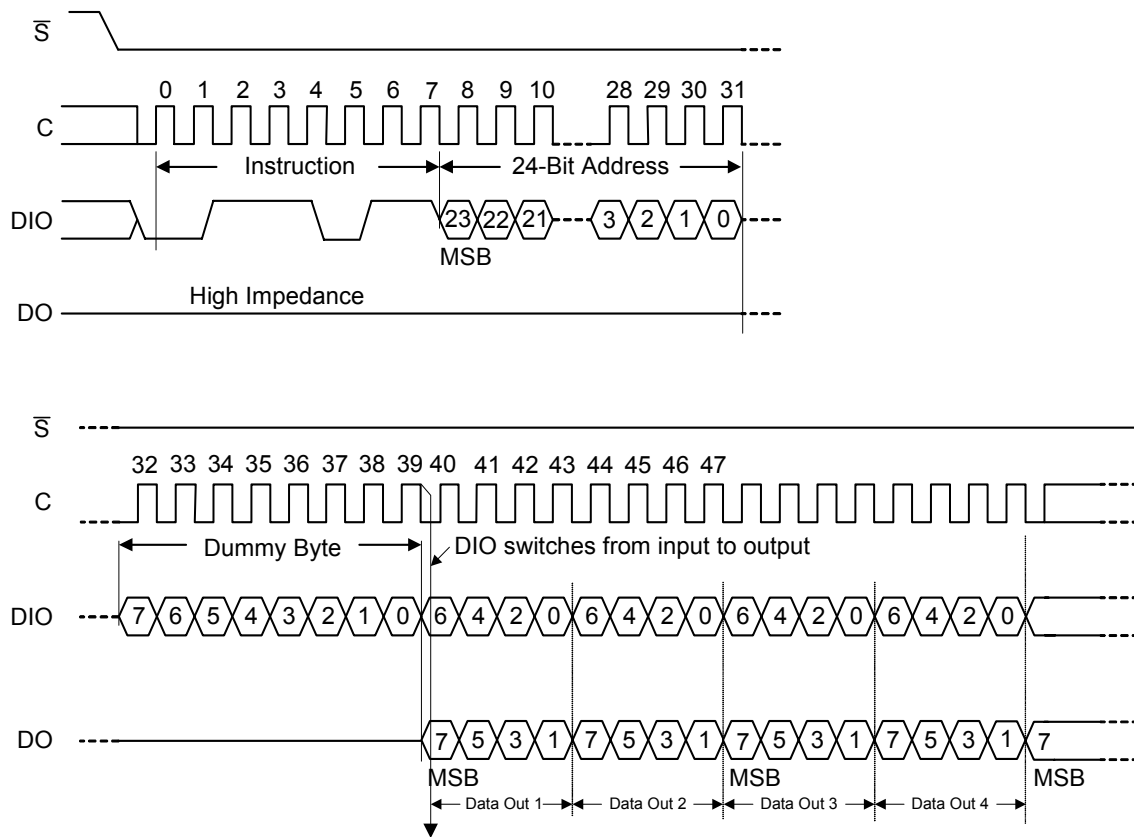 S̅
0 1 2 3 4 5 6 7 8 9 10 28 29 30 31
C
Instruction 24-Bit Address
DIO 23 22 21 3 2 1 0
MSB
High Impedance
DO
S̅
32 33 34 35 36 37 38 39 40 41 42 43 44 45 46 47
C
Dummy Byte DIO switches from input to output
DIO 7 6 5 4 3 2 1 0 6 4 2 0 6 4 2 0 6 4 2 0 6 4 2 0
DO 7 5 3 1 7 5 3 1 7 5 3 1 7 5 3 1 7
MSB MSB MSB
Data Out 1 Data Out 2 Data Out 3 Data Out 4